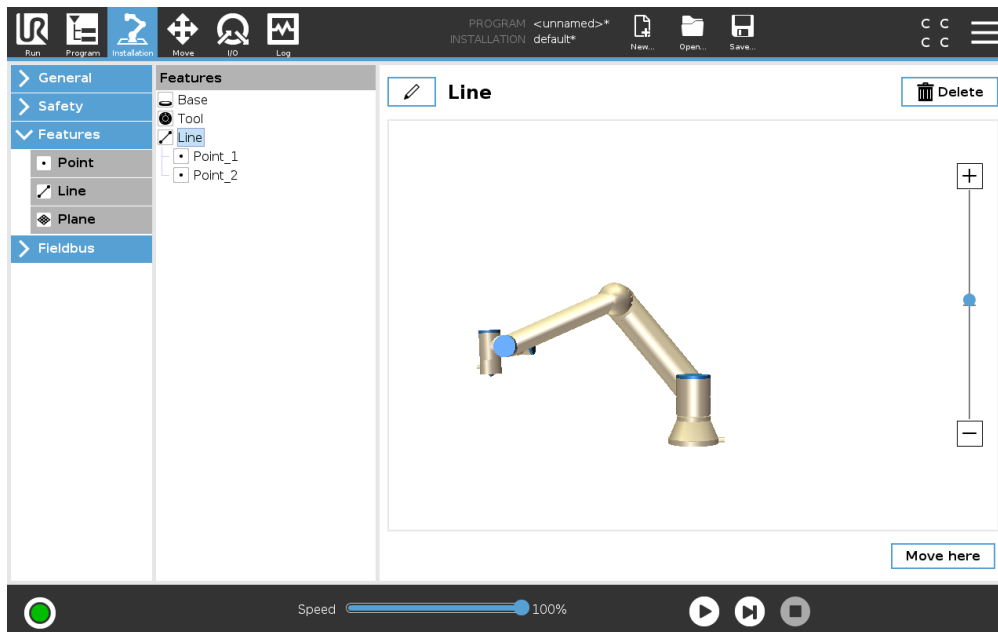 UR
Run
Program
Installation
Move
I/O
Log
PROGRAM <unnamed>*
INSTALLATION default*
New...
Open...
Save...
C C
C C
General
Safety
Features
Point
Line
Plane
Fieldbus
Features
Base
Tool
Line
Point_1
Point_2
Line
Delete
+
−
Move here
Speed 100%